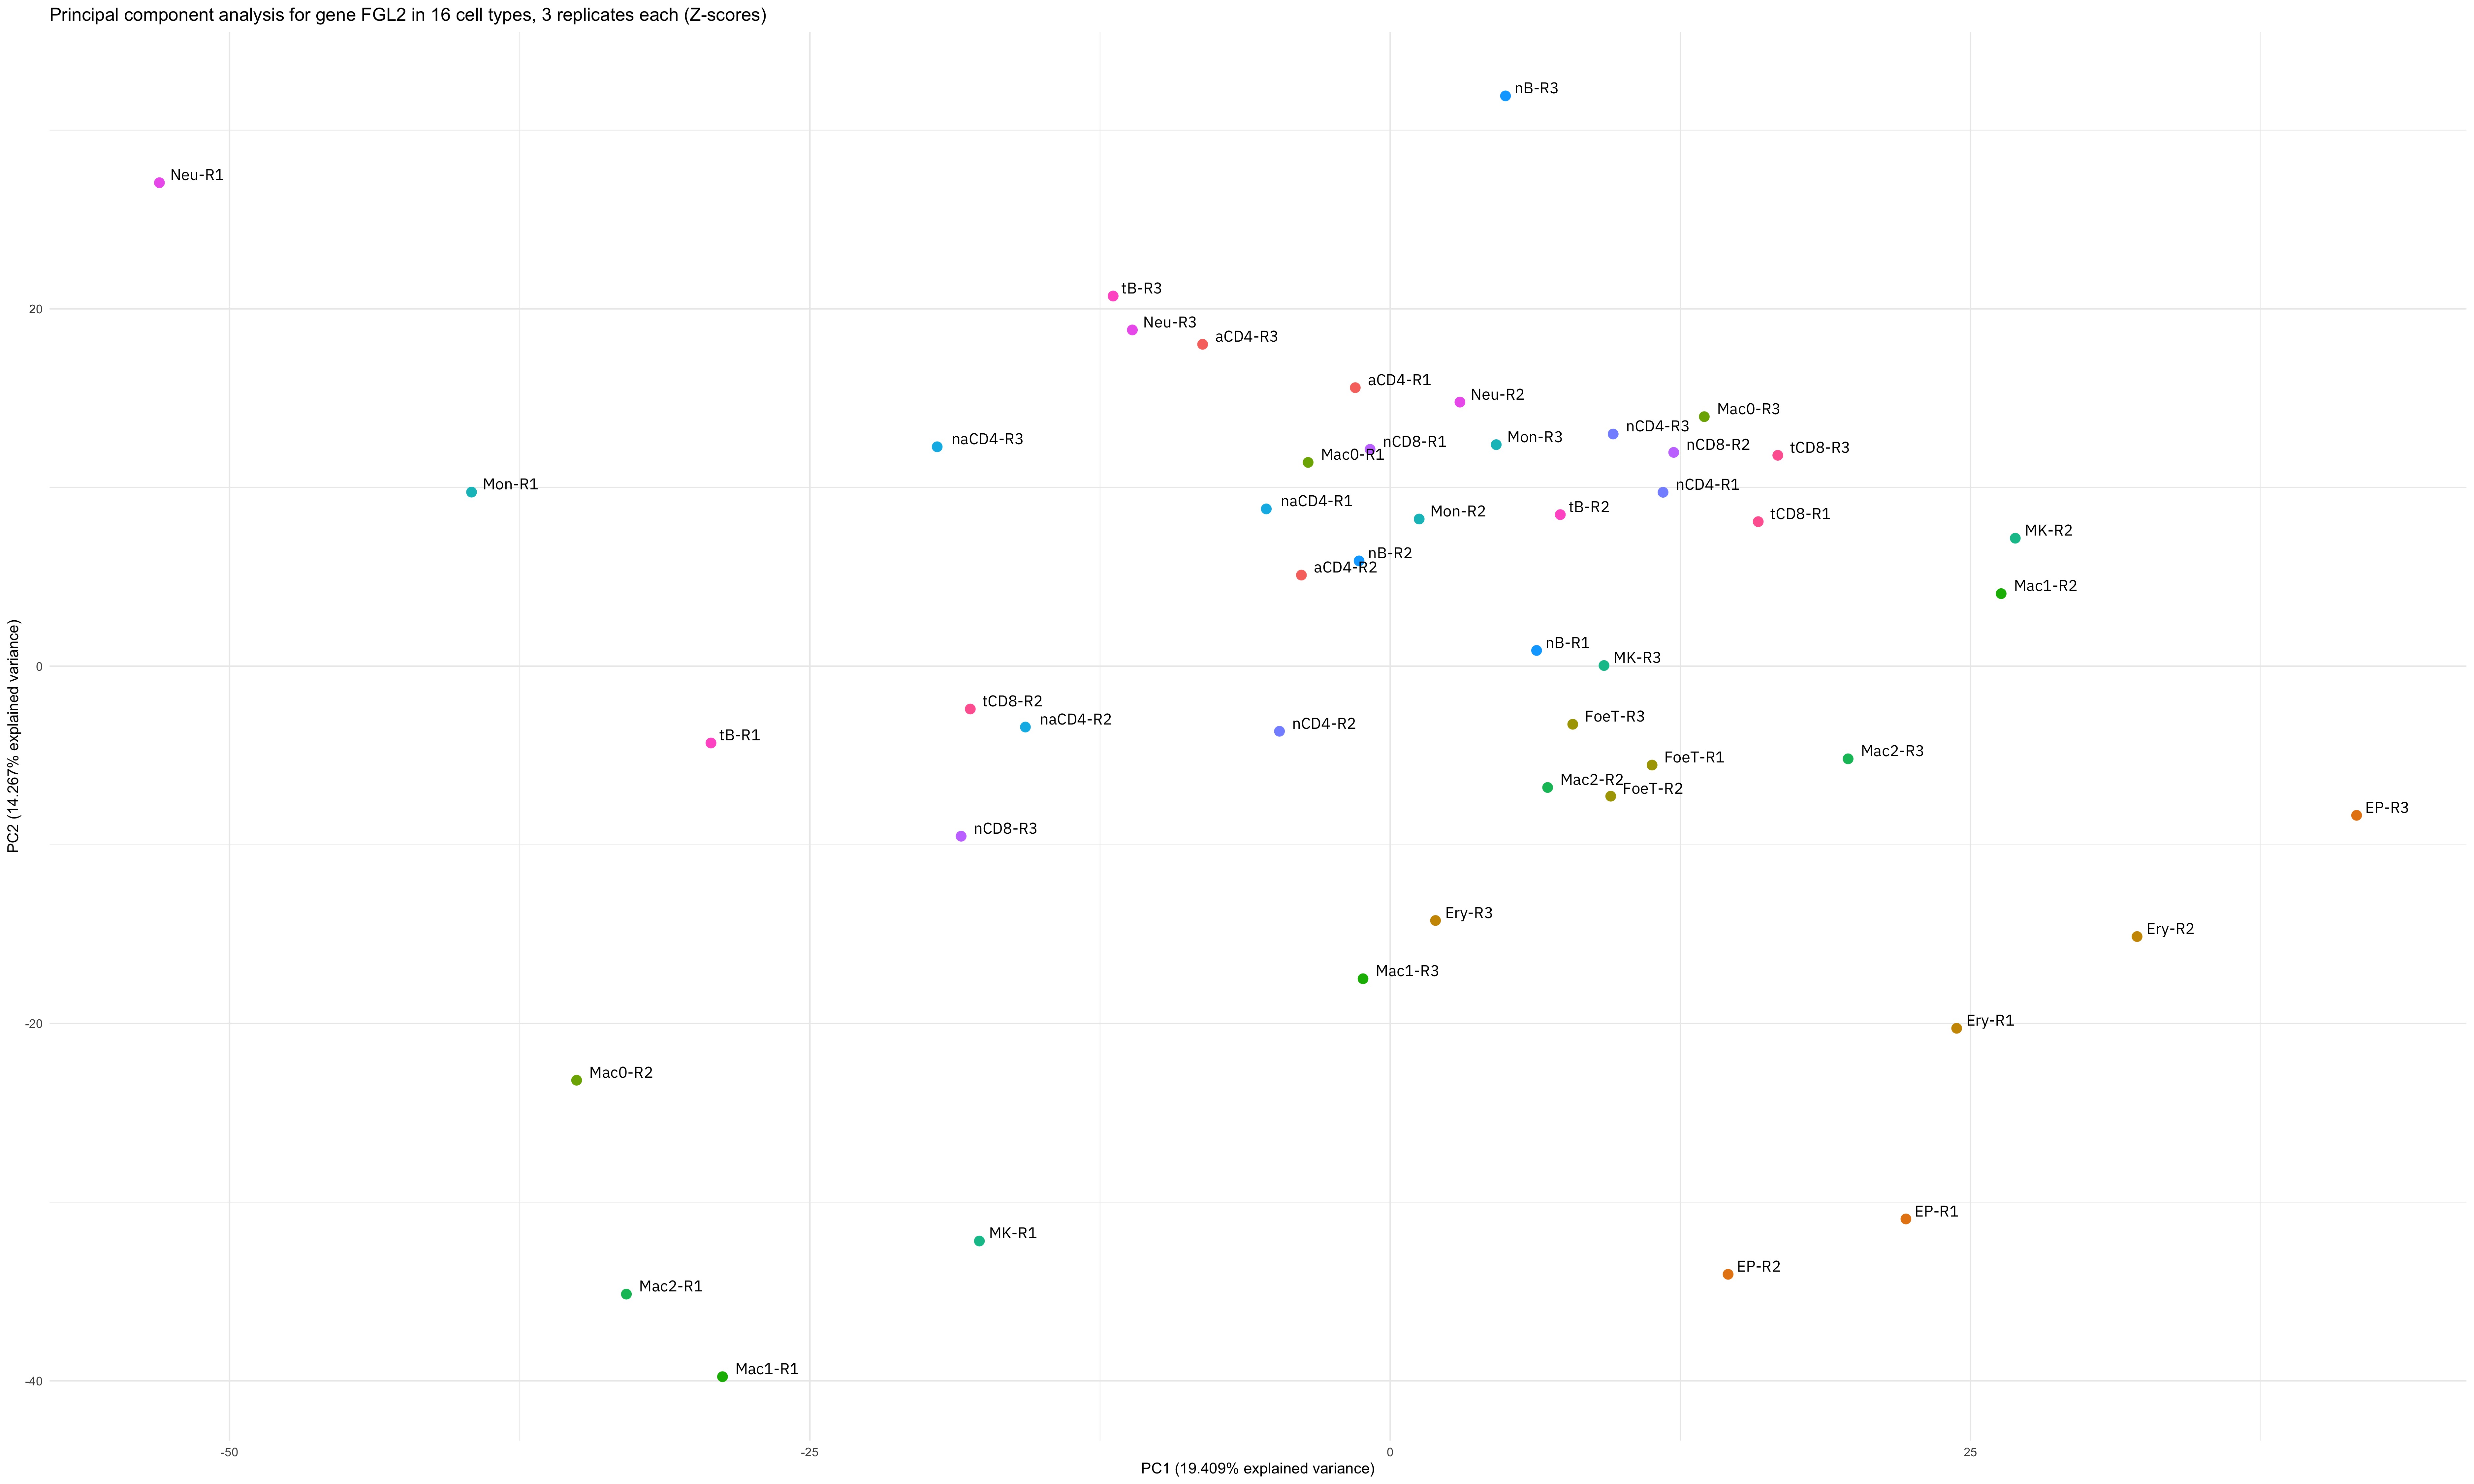 Principal component analysis for gene FGL2 in 16 cell types, 3 replicates each (Z-scores)
nB-R3
Neu-R1
tB-R3
20
Neu-R3
aCD4-R3
aCD4-R1
Neu-R2
Mac0-R3
nCD4-R3
naCD4-R3
nCD8-R1
Mon-R3
nCD8-R2
tCD8-R3
Mac0-R1
Mon-R1
nCD4-R1
naCD4-R1
tB-R2
Mon-R2
tCD8-R1
MK-R2
nB-R2
aCD4-R2
Mac1-R2
nB-R1
MK-R3
0
tCD8-R2
naCD4-R2
nCD4-R2
FoeT-R3
tB-R1
Mac2-R3
FoeT-R1
Mac2-R2
FoeT-R2
EP-R3
nCD8-R3
PC2 (14.267% explained variance)
Ery-R3
Ery-R2
Mac1-R3
-20
Ery-R1
Mac0-R2
EP-R1
MK-R1
EP-R2
Mac2-R1
Mac1-R1
-40
-50
-25
0
25
PC1 (19.409% explained variance)